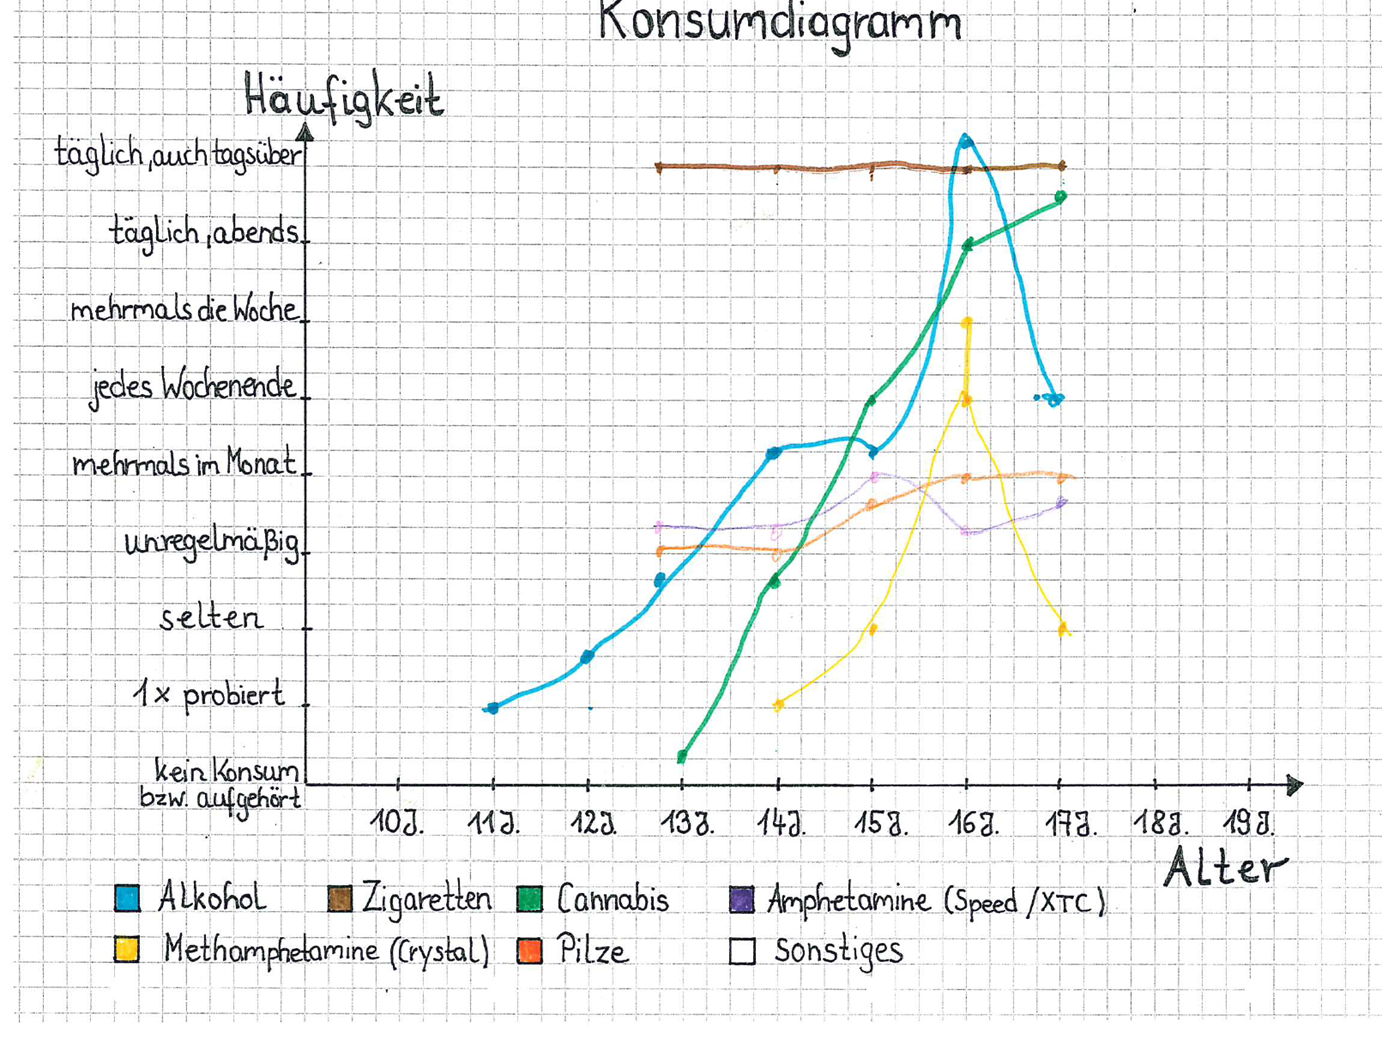 Konsumdiagramm
Häufigkeit
täglich, auch tagsüber
täglich, abends
mehrmals die Woche
jedes Wochenende
mehrmals im Monat
unregelmäßig
selten
1x probiert
kein Konsum
bzw. aufgehört
10J. 11J. 12J. 13J. 14J. 15J. 16J. 17J. 18J. 19J.
Alter
Alkohol Zigaretten Cannabis Amphetamine (Speed /XTC)
Methamphetamine (Crystal) Pilze Sonstiges